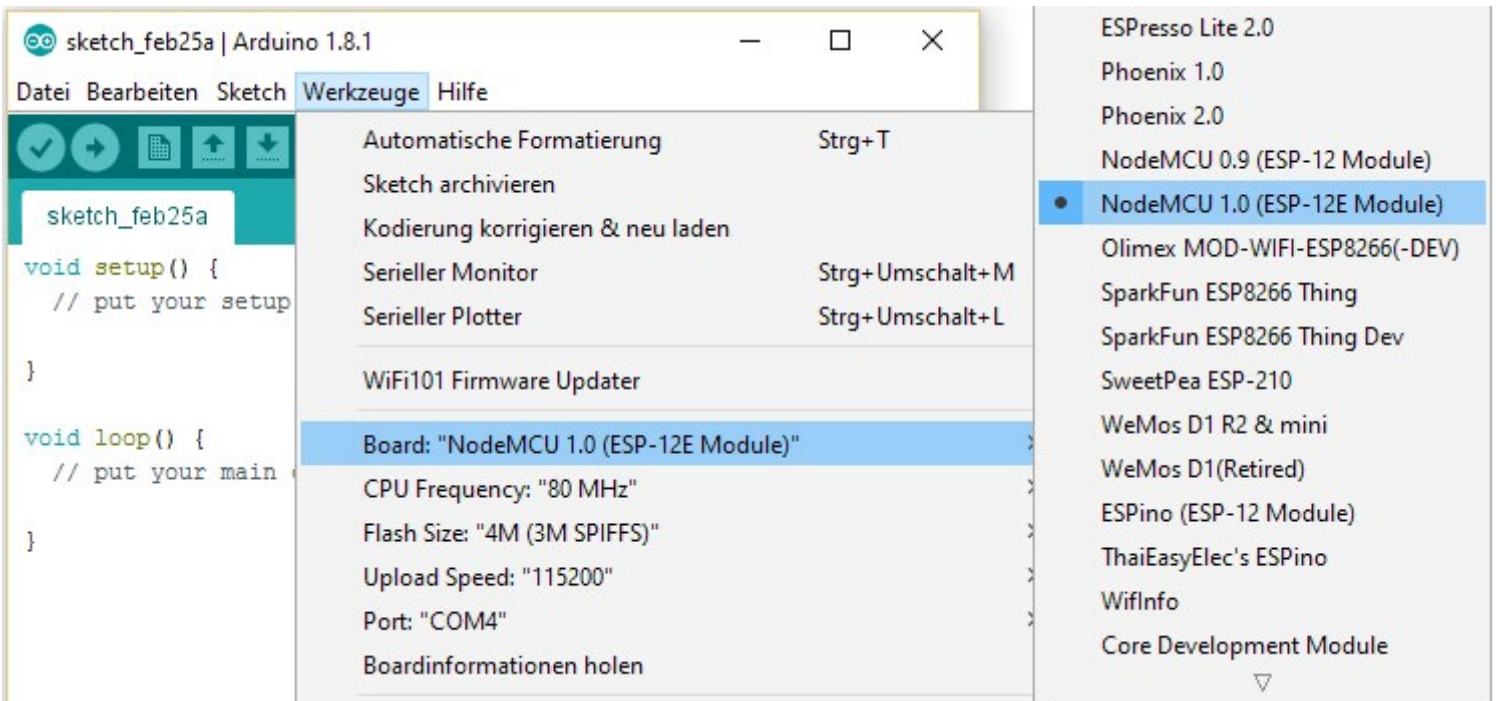 sketch_feb25a | Arduino 1.8.1
Datei Bearbeiten Sketch Werkzeuge Hilfe
sketch_feb25a
void setup() {
// put your setup
}
void loop() {
// put your main
}
Automatische Formatierung Strg+T
Sketch archivieren
Kodierung korrigieren & neu laden
Serieller Monitor Strg+Umschalt+M
Serieller Plotter Strg+Umschalt+L
WiFi101 Firmware Updater
Board: "NodeMCU 1.0 (ESP-12E Module)"
CPU Frequency: "80 MHz"
Flash Size: "4M (3M SPIFFS)"
Upload Speed: "115200"
Port: "COM4"
Boardinformationen holen
ESPresso Lite 2.0
Phoenix 1.0
Phoenix 2.0
NodeMCU 0.9 (ESP-12 Module)
NodeMCU 1.0 (ESP-12E Module)
Olimex MOD-WIFI-ESP8266(-DEV)
SparkFun ESP8266 Thing
SparkFun ESP8266 Thing Dev
SweetPea ESP-210
WeMos D1 R2 & mini
WeMos D1(Retired)
ESPino (ESP-12 Module)
ThaiEasyElec's ESPino
WifInfo
Core Development Module